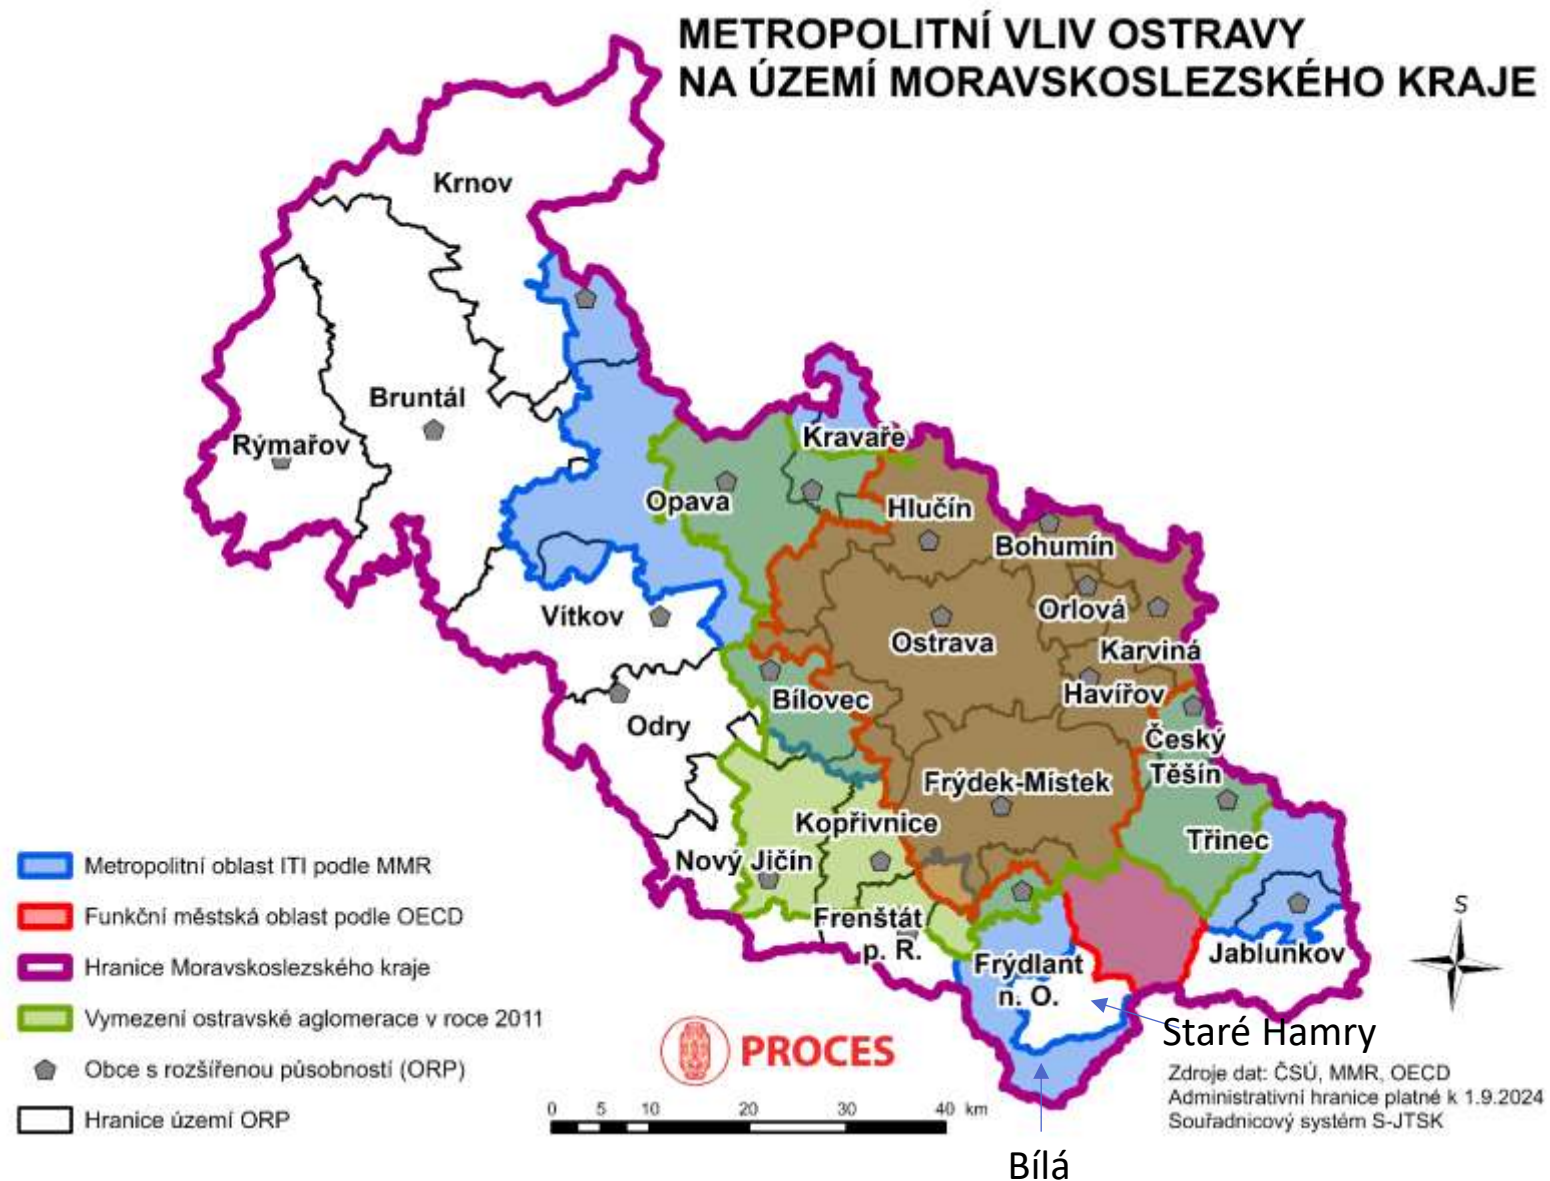 METROPOLITNÍ VLIV OSTRAVY
NA ÚZEMÍ MORAVSKOSLEZSKÉHO KRAJE
Krnov
Bruntál
Rýmařov
Kravaře
Opava
Hlučín
Bohumín
Orlová
Vítkov
Ostrava
Karviná
Havířov
Bílovec
Odry
Český
Těšín
Frýdek-Místek
Kopřivnice
Třinec
Nový Jičín
Frenštát
p. R.
Frýdlant
n. O.
Jablunkov
Staré Hamry
Bílá
Metropolitní oblast ITI podle MMR
Funkční městská oblast podle OECD
Hranice Moravskoslezského kraje
Vymezení ostravské aglomerace v roce 2011
Obce s rozšířenou působností (ORP)
Hranice území ORP
PROCES
0 5 10 20 30 40 km
S
Zdroje dat: ČSÚ, MMR, OECD
Administrativní hranice platné k 1.9.2024
Souřadnicový systém S-JTSK